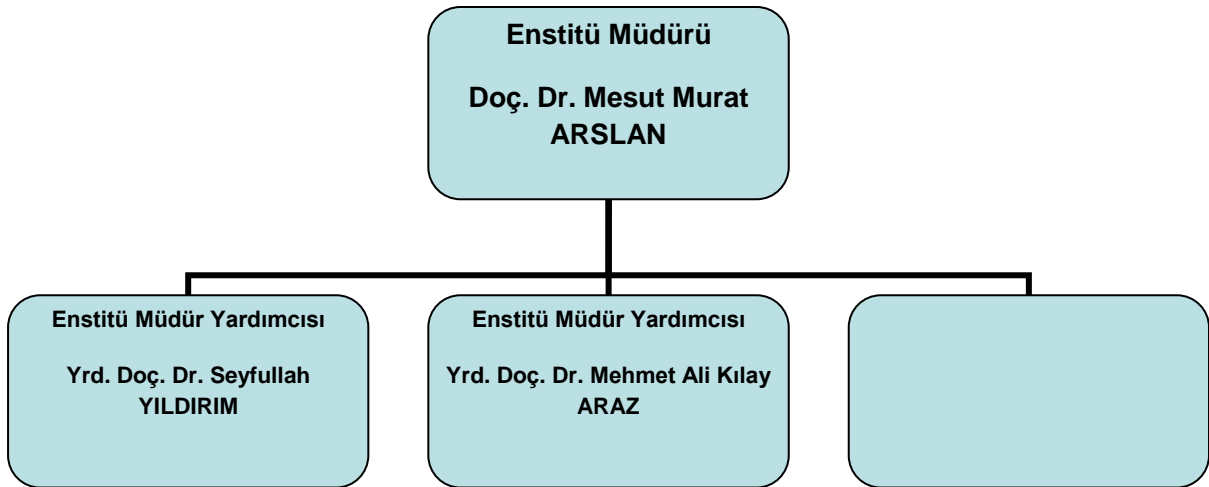 Enstitü Müdürü
Doç. Dr. Mesut Murat
ARSLAN
Enstitü Müdür Yardımcısı
Yrd. Doç. Dr. Seyfullah
YILDIRIM
Enstitü Müdür Yardımcısı
Yrd. Doç. Dr. Mehmet Ali Kılay
ARAZ